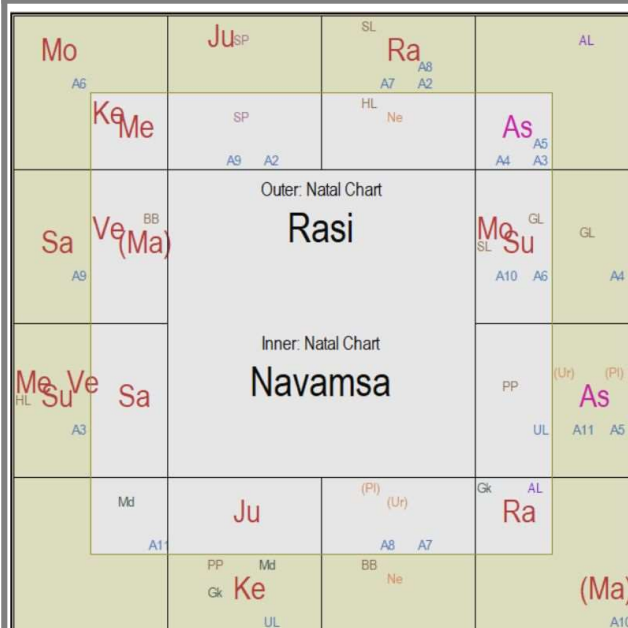 Mo
A6
Ju SP
SL
Ra
A8
A7 A2
AL
Ke
Me
SP
A9 A2
HL
Ne
As
A5
A4 A3
Sa
A9
Ve BB
(Ma)
Outer: Natal Chart
Rasi
Inner: Natal Chart
Navamsa
Mo GL
SL Su
A10 A6
GL
A4
Me Ve
HL Su
A3
Sa
PP
UL
(Ur) (Pl)
As
A11 A5
Md
A11
Ju
(Pl)
(Ur)
A8 A7
Gk AL
Ra
PP Md
Gk Ke
UL
BB
Ne
(Ma)
A10